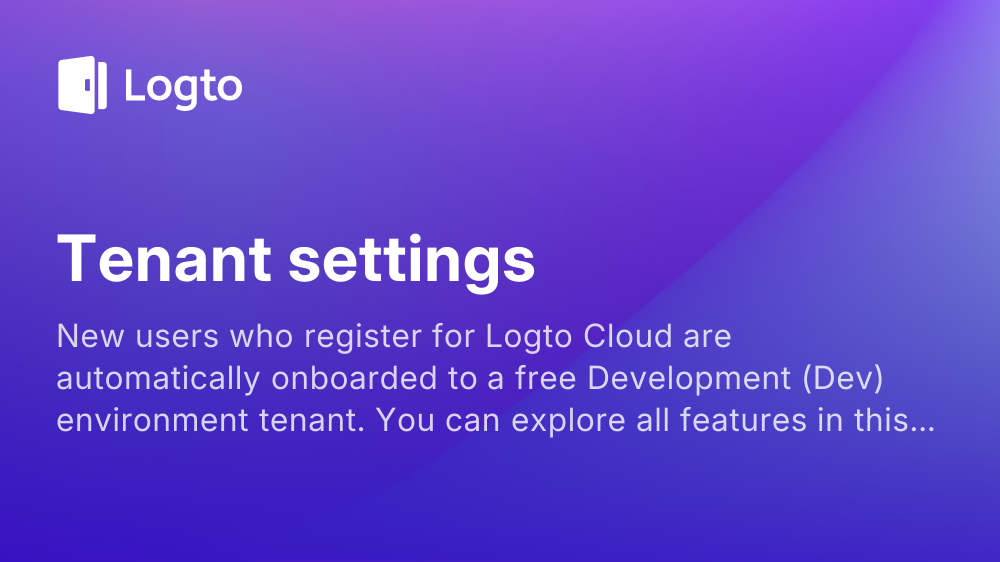 Logto
Tenant settings
New users who register for Logto Cloud are
automatically onboarded to a free Development (Dev)
environment tenant. You can explore all features in this...